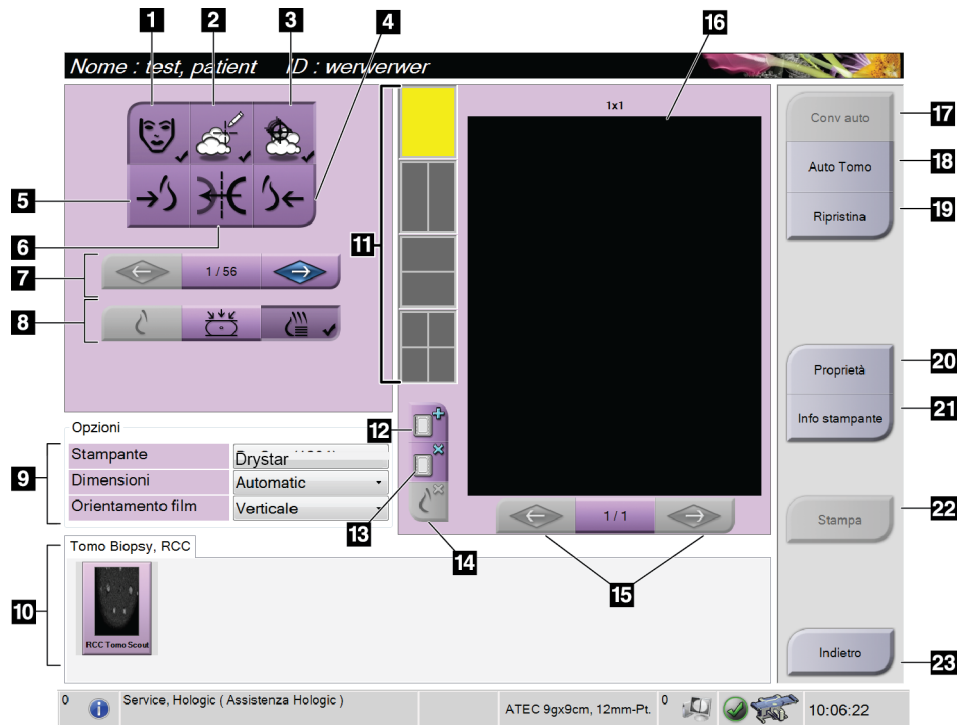 1 2 3 4
Nome : test, patient ID : werwerwer
5 6 7 8
1 / 56
11
1x1
16
Conv auto 17
Auto Tomo 18
Ripristina 19
Proprietà 20
Info stampante 21
Stampa 22
Indietro 23
12
13
14
1 / 1
15
Opzioni
9
Stampante Drystar
Dimensioni Automatic
Orientamento film Verticale
10
Tomo Biopsy, RCC
RCC Tomo Scout
0 Service, Hologic ( Assistenza Hologic ) ATEC 9gx9cm, 12mm-Pt. 0 10:06:22